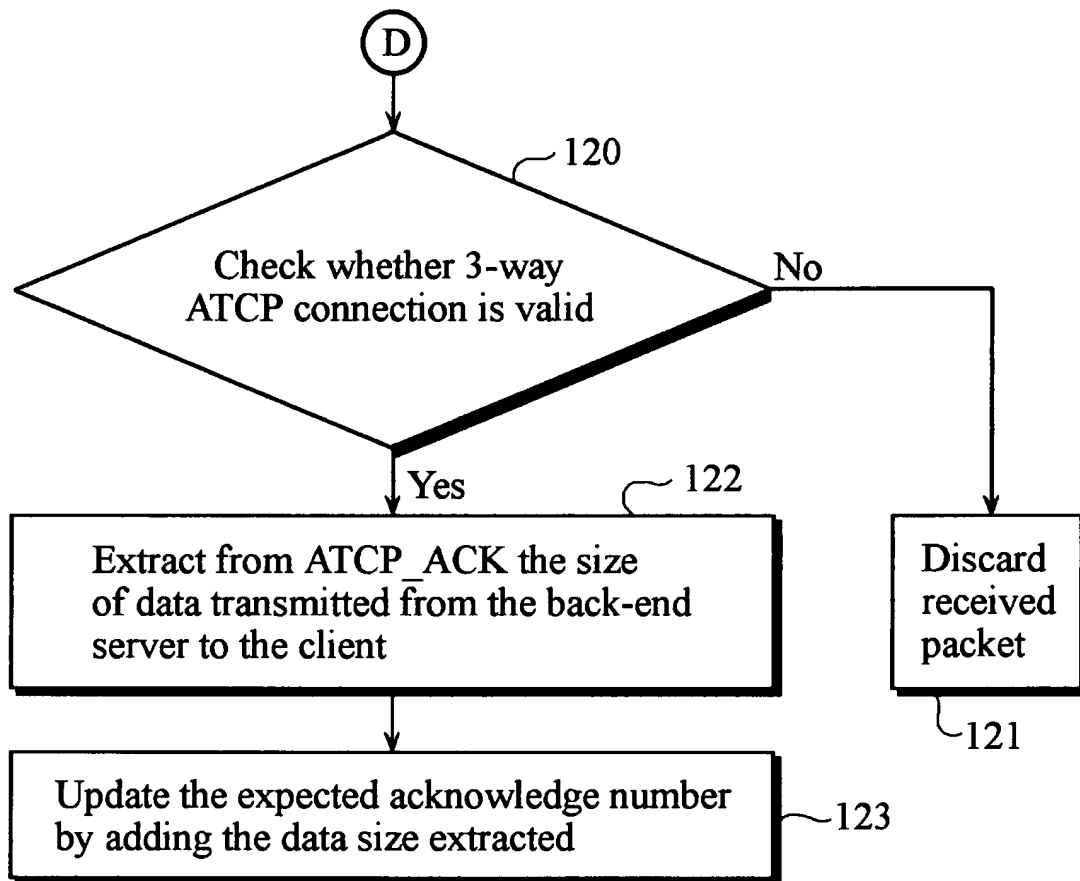 D
120
Check whether 3-way
ATCP connection is valid
No
Yes
122
Extract from ATCP_ACK the size
of data transmitted from the back-end
server to the client
Discard
received
packet
121
Update the expected acknowledge number
by adding the data size extracted
123